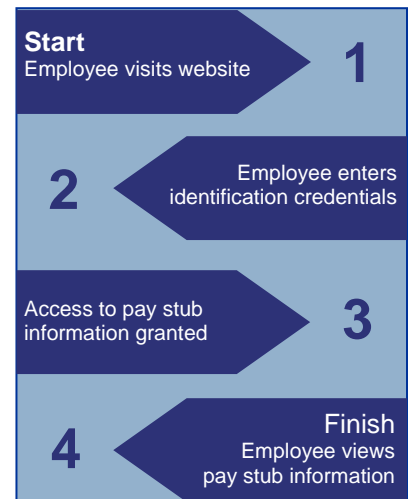 Start
Employee visits website
1
2
Employee enters
identification credentials
Access to pay stub
information granted
3
4
Finish
Employee views
pay stub information